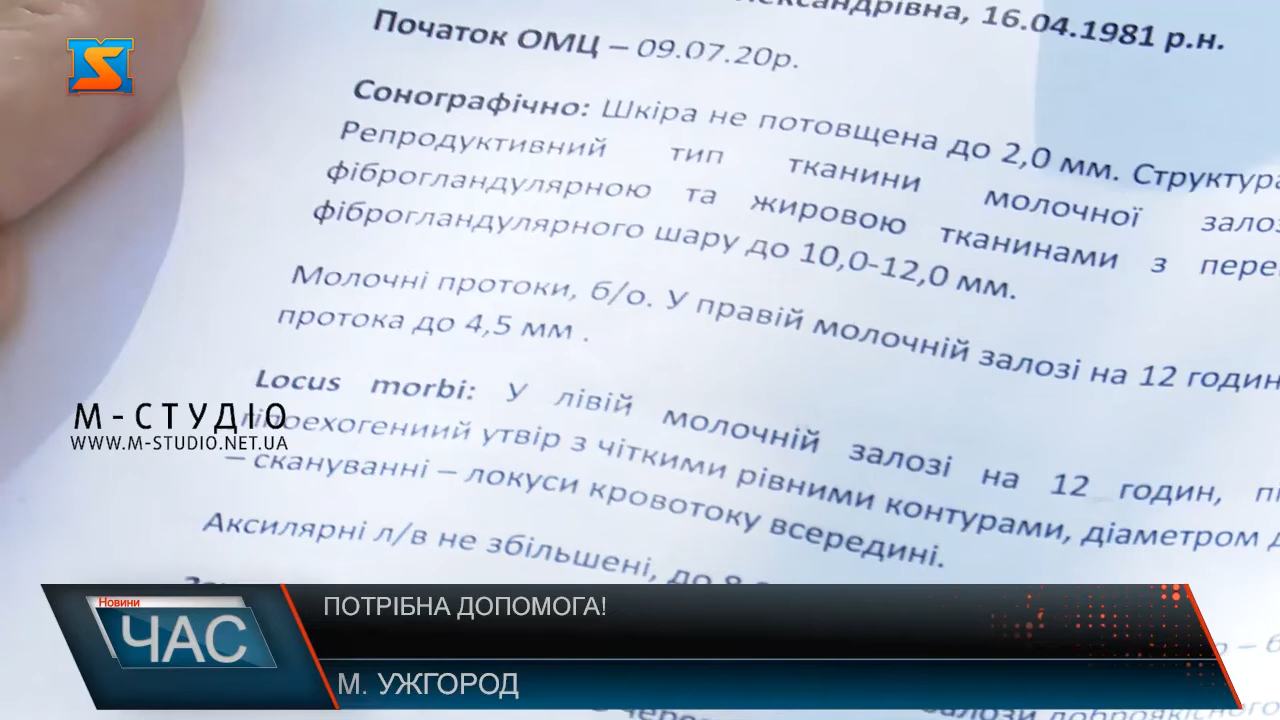 16.04.1981 р.н.
Початок ОМЦ – 09.07.20р.
Сонографічно: Шкіра не потовщена до 2,0 мм. Структура
Репродуктивний тип тканини молочної
фіброгландулярною та жировою тканинами з
фіброгландулярного шару до 10,0-12,0 мм.
Молочні протоки, б/о. У правій молочній залозі на 12
протока до 4,5 мм .
Locus morbi: У лівій молочній залозі на 12 годин,
утвір з чіткими рівними контурами, діаметром
– скануванні – локуси кровотоку всередині.
Аксилярні л/в не збільшені, до
М-СТУДІО
WWW.M-STUDIO.NET.UA
Новини
ЧАС
ПОТРІБНА ДОПОМОГА!
М. УЖГОРОД
залози доброякісного